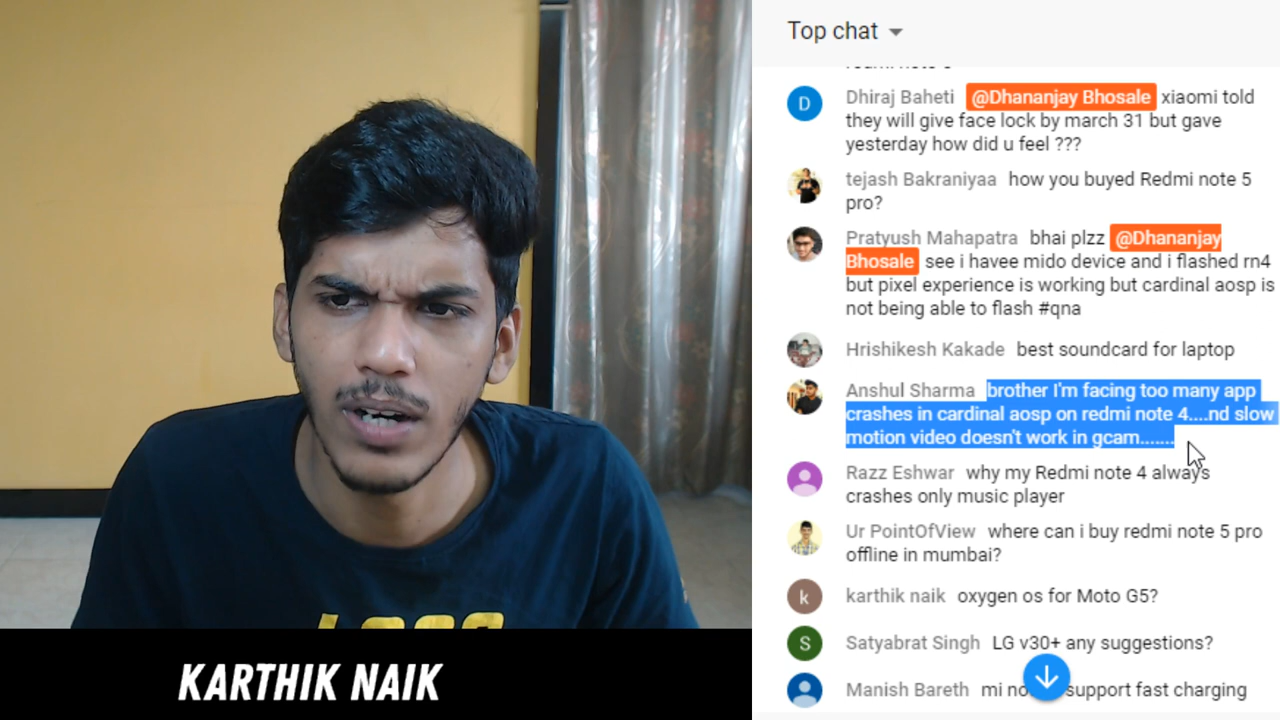 Top chat
Dhiraj Baheti @Dhananjay Bhosale xiaomi told
they will give face lock by march 31 but gave
yesterday how did u feel ???
tejash Bakraniyaa how you buyed Redmi note 5
pro?
Pratyush Mahapatra bhai plzz @Dhananjay
Bhosale see i havee mido device and i flashed rn4
but pixel experience is working but cardinal aosp is
not being able to flash #qna
Hrishikesh Kakade best soundcard for laptop
Anshul Sharma brother I'm facing too many app
crashes in cardinal aosp on redmi note 4....nd slow
motion video doesn't work in gcam.......
Razz Eshwar why my Redmi note 4 always
crashes only music player
Ur PointOfView where can i buy redmi note 5 pro
offline in mumbai?
karthik naik oxygen os for Moto G5?
Satyabrat Singh LG v30+ any suggestions?
Manish Bareth mi support fast charging
D
k
S
KARTHIK NAIK